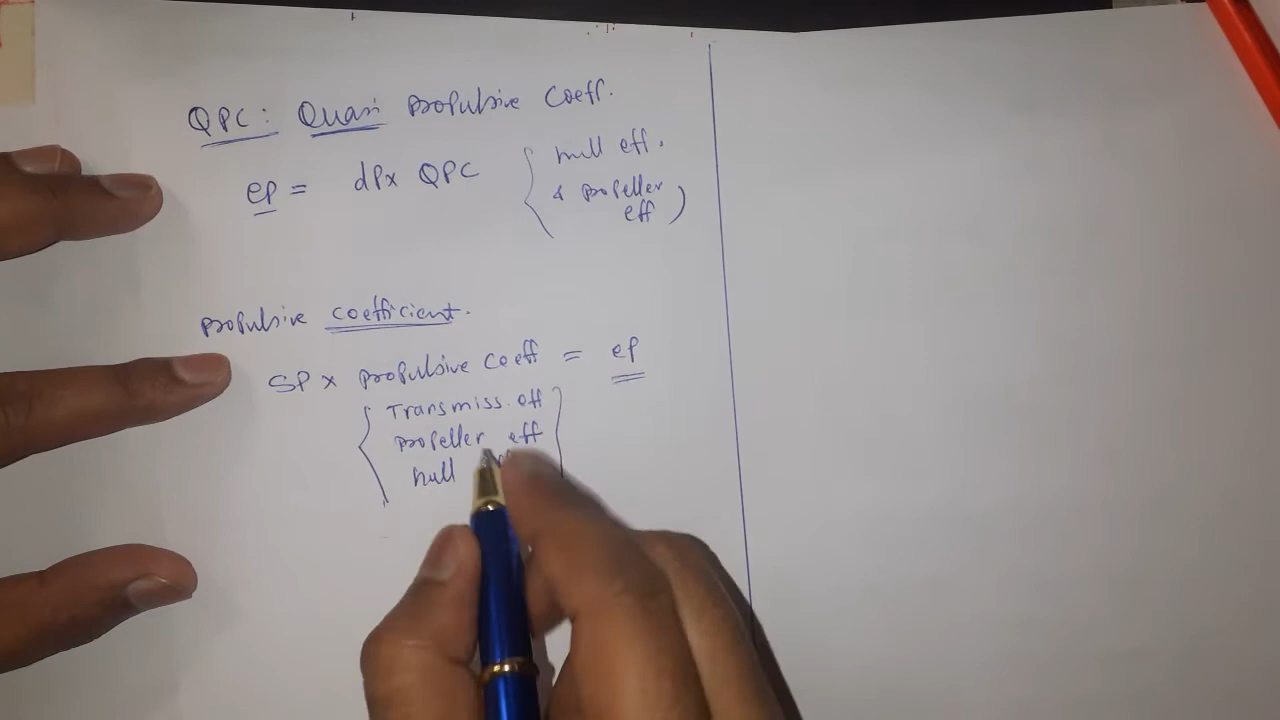 QPC: Quasi propulsive Coeff.
ep = dp x QPC { hull eff.
& propeller
eff )
propulsive coefficient.
SP x propulsive coeff = ep
{ Transmiss. eff }
propeller eff
hull